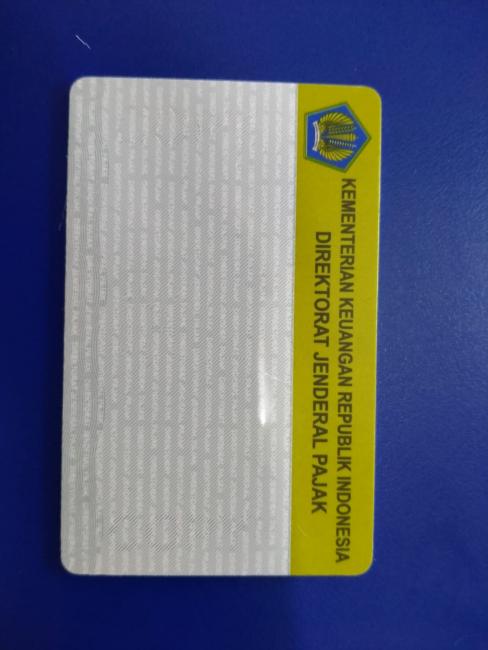 KEMENTERIAN KEUANGAN REPUBLIK INDONESIA
DIREKTORAT JENDERAL PAJAK